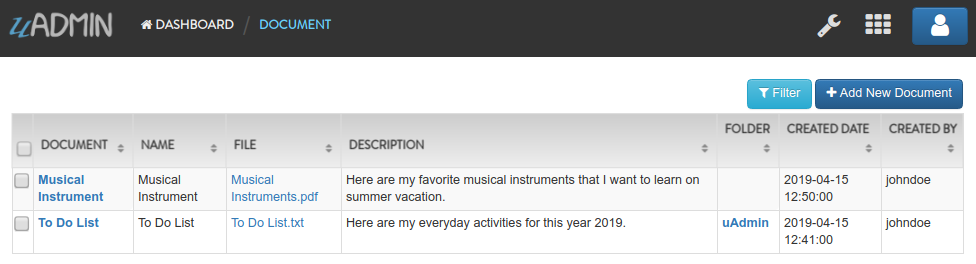 uADMIN DASHBOARD / DOCUMENT
Filter + Add New Document
DOCUMENT NAME FILE DESCRIPTION FOLDER CREATED DATE CREATED BY
Musical Musical Musical Here are my favorite musical instruments that I want to learn on 2019-04-15 johndoe
Instrument Instrument Instruments.pdf summer vacation. 12:50:00
To Do List To Do List To Do List.txt Here are my everyday activities for this year 2019. uAdmin 2019-04-15 johndoe
12:41:00